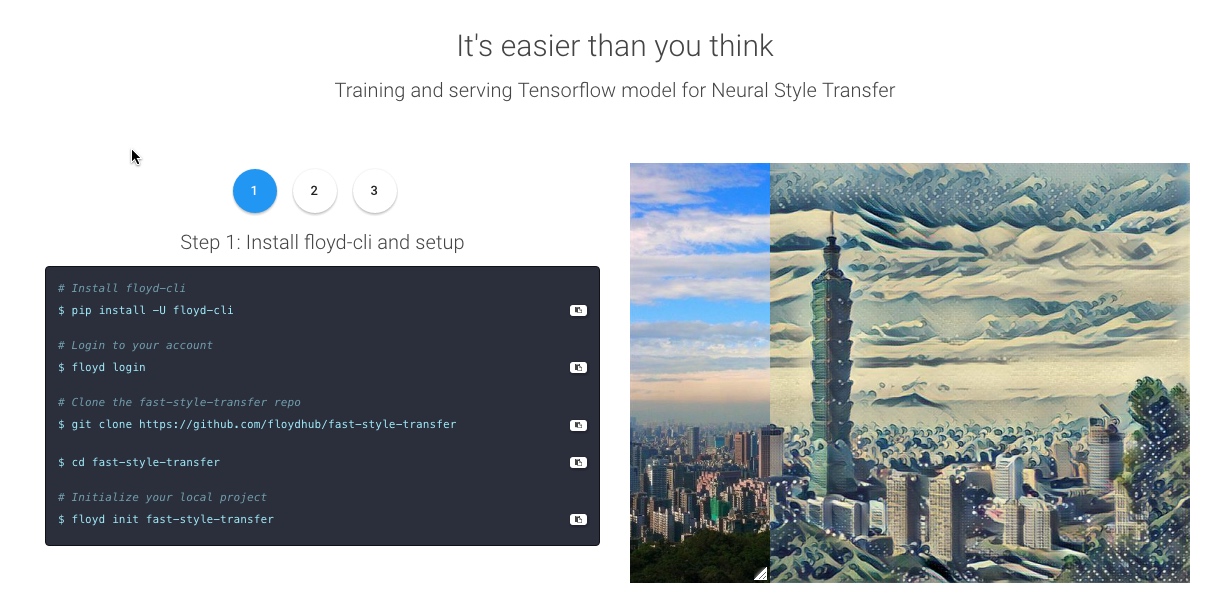 It's easier than you think
Training and serving Tensorflow model for Neural Style Transfer
1 2 3
Step 1: Install floyd-cli and setup
# Install floyd-cli
$ pip install -U floyd-cli
# Login to your account
$ floyd login
# Clone the fast-style-transfer repo
$ git clone https://github.com/floydhub/fast-style-transfer
$ cd fast-style-transfer
# Initialize your local project
$ floyd init fast-style-transfer